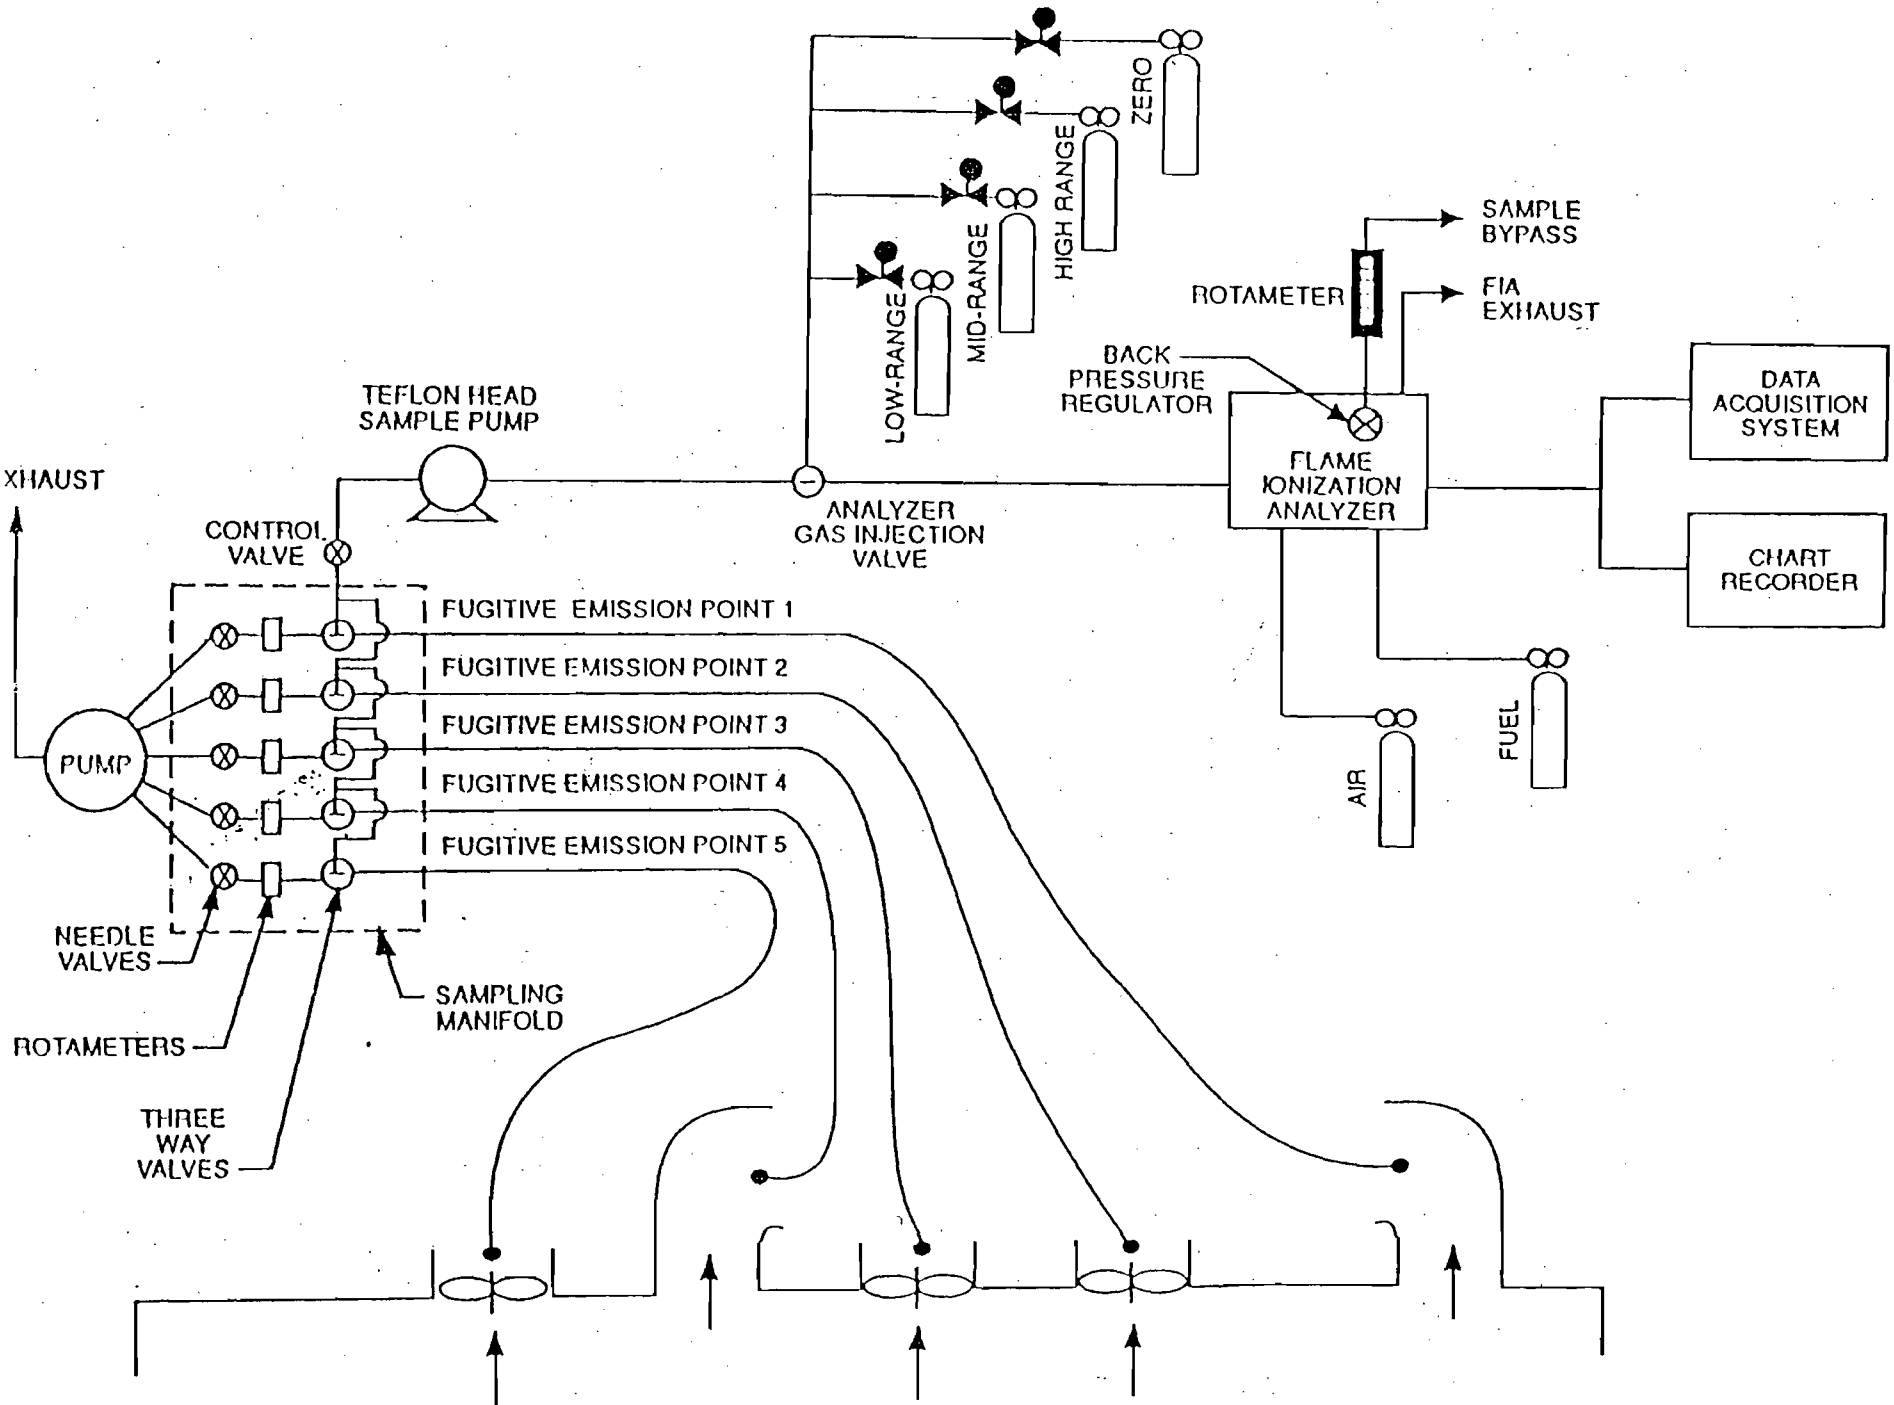 ZERO
HIGH RANGE
MID-RANGE
LOW-RANGE
SAMPLE
BYPASS
ROTAMETER
FIA
EXHAUST
BACK
PRESSURE
REGULATOR
DATA
ACQUISITION
SYSTEM
TEFLON HEAD
SAMPLE PUMP
FLAME
IONIZATION
ANALYZER
XHAUST
ANALYZER
GAS INJECTION
VALVE
CONTROL
VALVE
CHART
RECORDER
FUGITIVE EMISSION POINT 1
FUGITIVE EMISSION POINT 2
FUGITIVE EMISSION POINT 3
FUGITIVE EMISSION POINT 4
FUGITIVE EMISSION POINT 5
PUMP
FUEL
AIR
NEEDLE
VALVES
SAMPLING
MANIFOLD
ROTAMETERS
THREE
WAY
VALVES